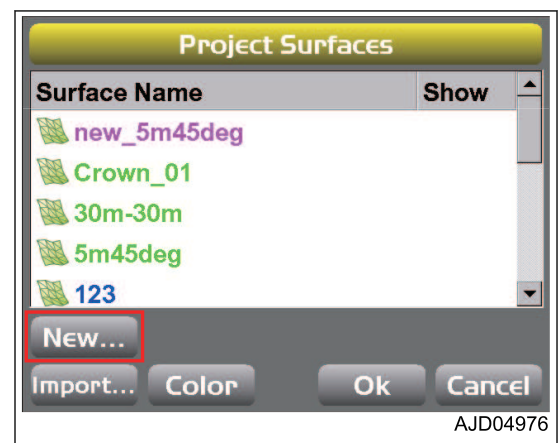 Project Surfaces
Surface Name Show
new_5m45deg
Crown_01
30m-30m
5m45deg
123
New...
Import... Color Ok Cancel
AJD04976